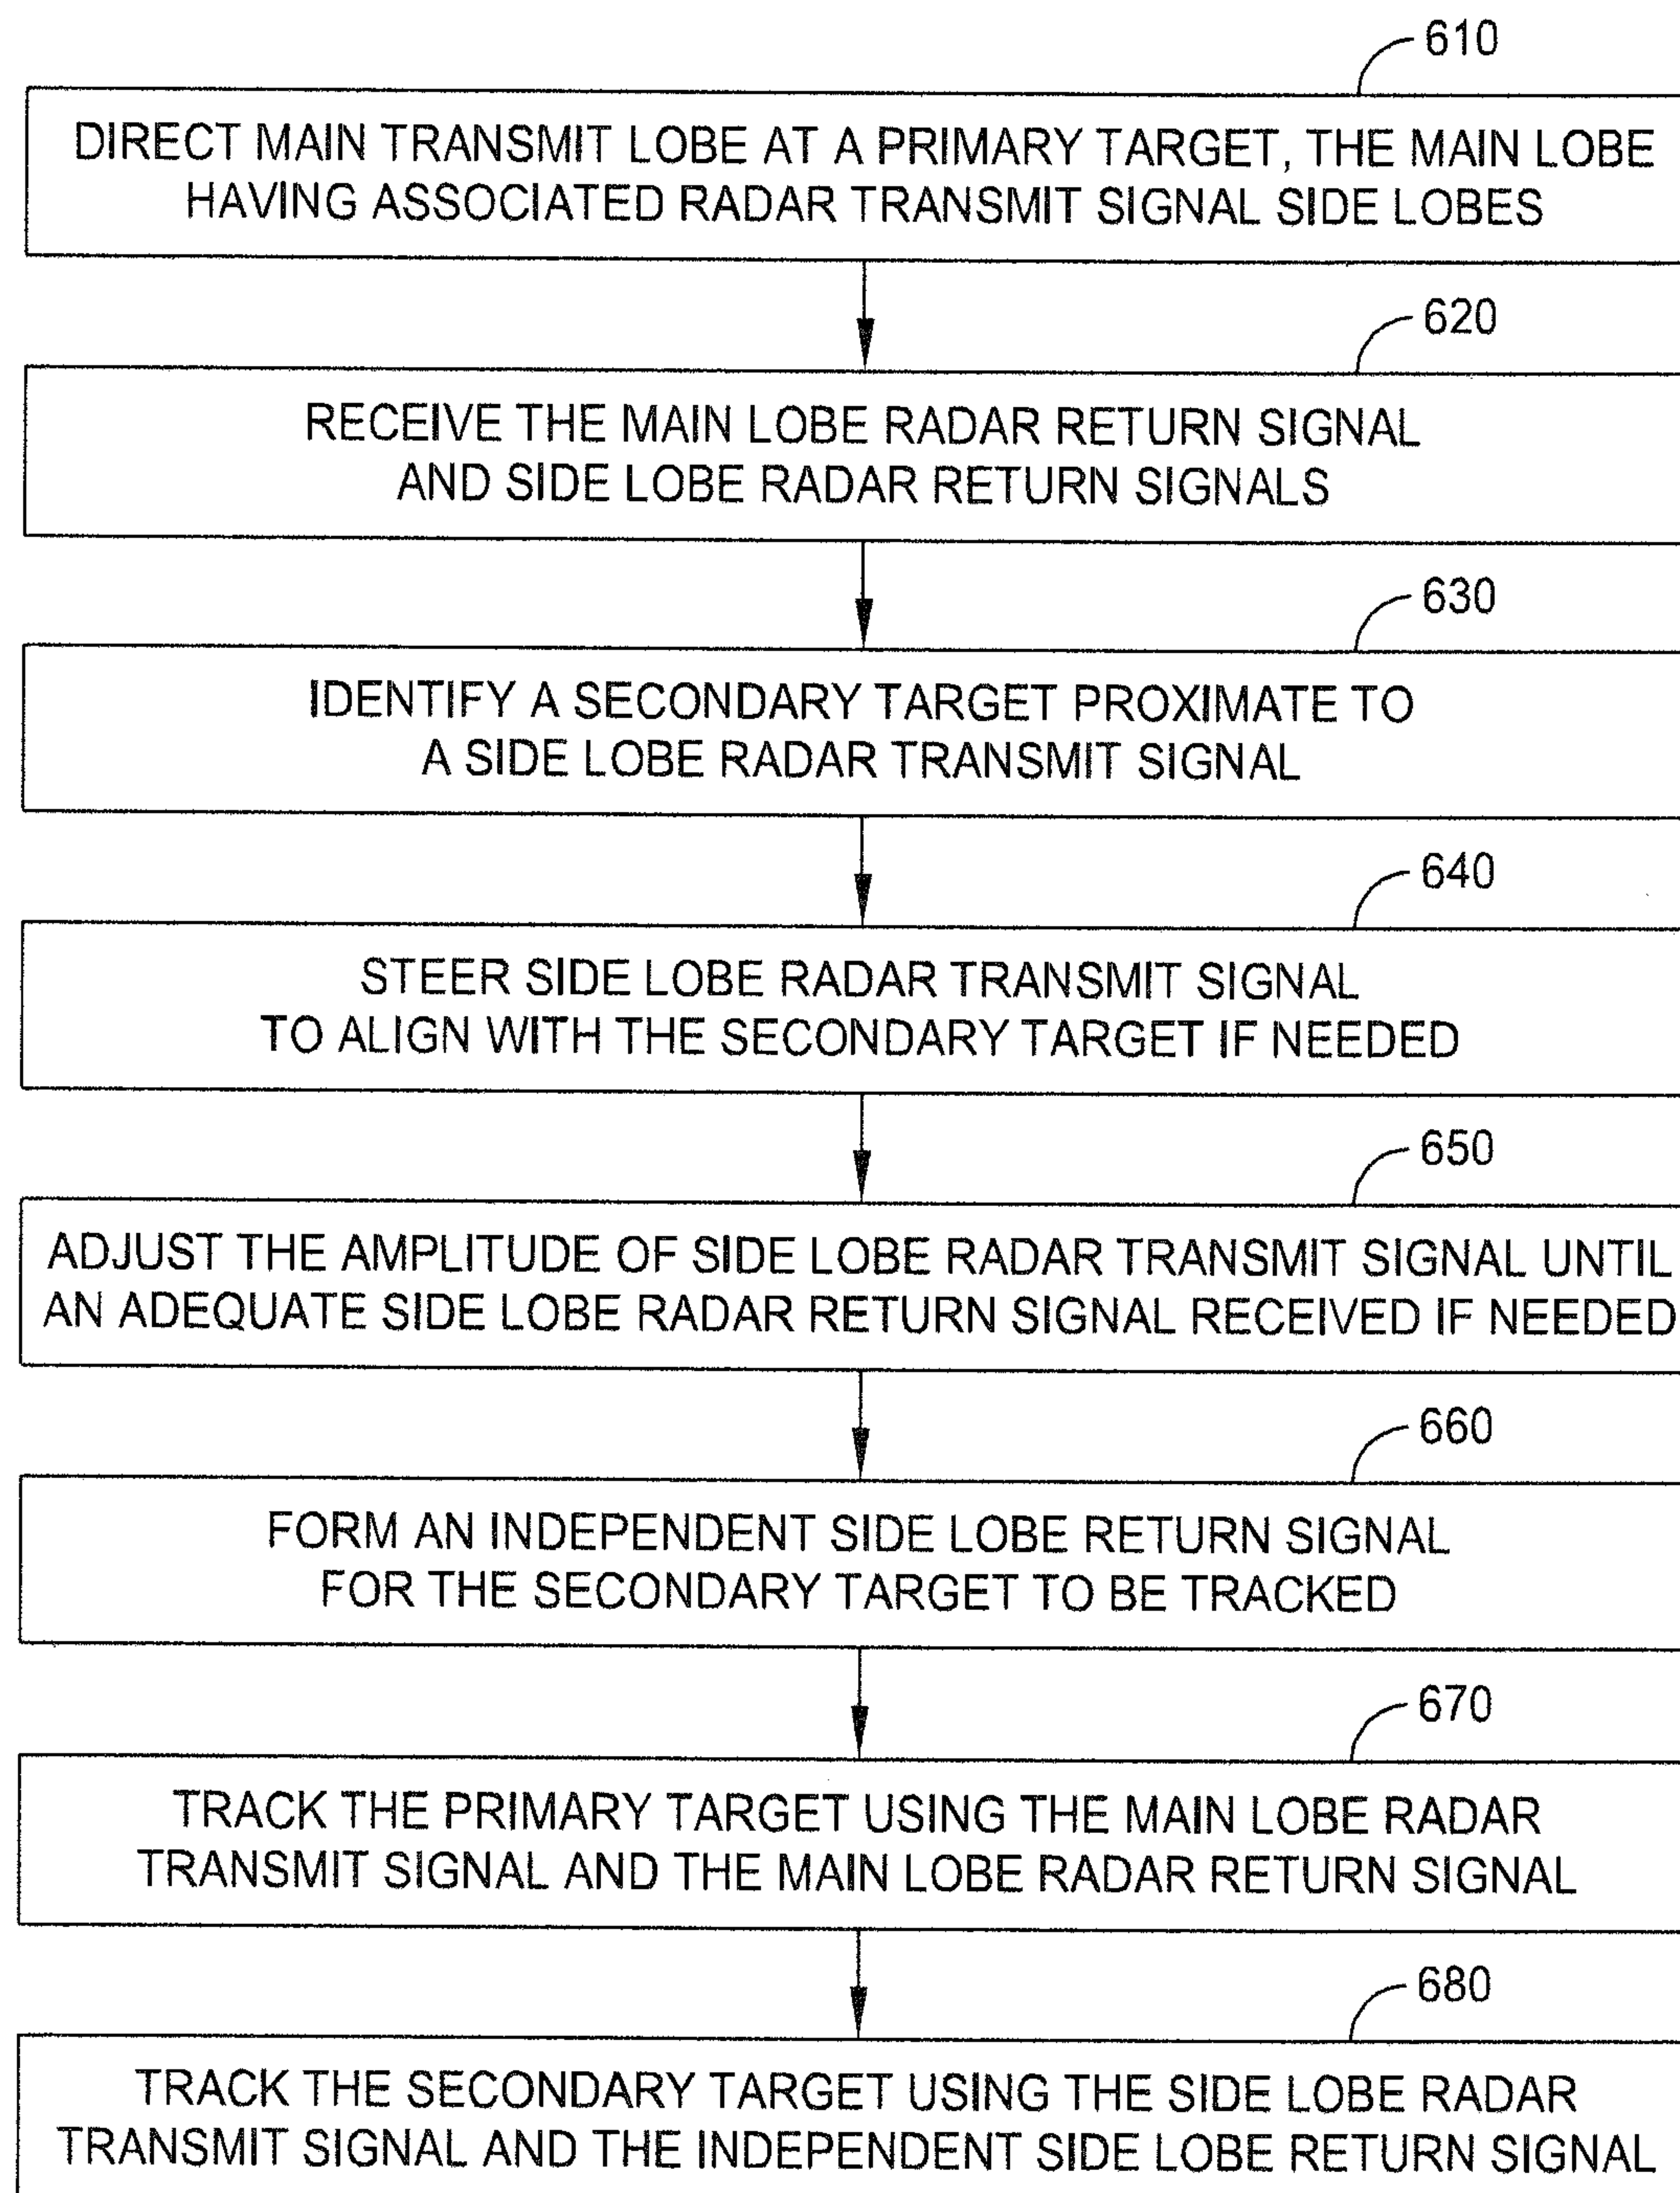 610
DIRECT MAIN TRANSMIT LOBE AT A PRIMARY TARGET, THE MAIN LOBE
HAVING ASSOCIATED RADAR TRANSMIT SIGNAL SIDE LOBES
620
RECEIVE THE MAIN LOBE RADAR RETURN SIGNAL
AND SIDE LOBE RADAR RETURN SIGNALS
630
IDENTIFY A SECONDARY TARGET PROXIMATE TO
A SIDE LOBE RADAR TRANSMIT SIGNAL
640
STEER SIDE LOBE RADAR TRANSMIT SIGNAL
TO ALIGN WITH THE SECONDARY TARGET IF NEEDED
650
ADJUST THE AMPLITUDE OF SIDE LOBE RADAR TRANSMIT SIGNAL UNTIL
AN ADEQUATE SIDE LOBE RADAR RETURN SIGNAL RECEIVED IF NEEDED
660
FORM AN INDEPENDENT SIDE LOBE RETURN SIGNAL
FOR THE SECONDARY TARGET TO BE TRACKED
670
TRACK THE PRIMARY TARGET USING THE MAIN LOBE RADAR
TRANSMIT SIGNAL AND THE MAIN LOBE RADAR RETURN SIGNAL
680
TRACK THE SECONDARY TARGET USING THE SIDE LOBE RADAR
TRANSMIT SIGNAL AND THE INDEPENDENT SIDE LOBE RETURN SIGNAL